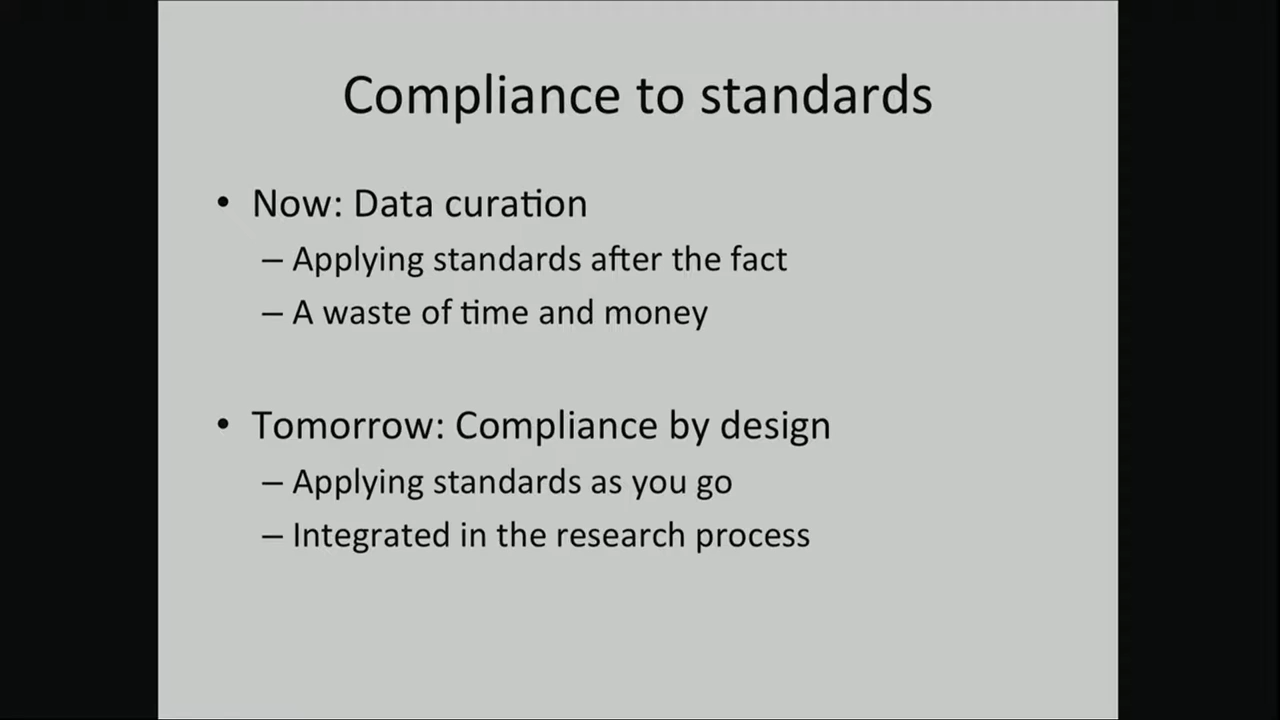 Compliance to standards
• Now: Data curation
– Applying standards after the fact
– A waste of time and money
• Tomorrow: Compliance by design
– Applying standards as you go
– Integrated in the research process